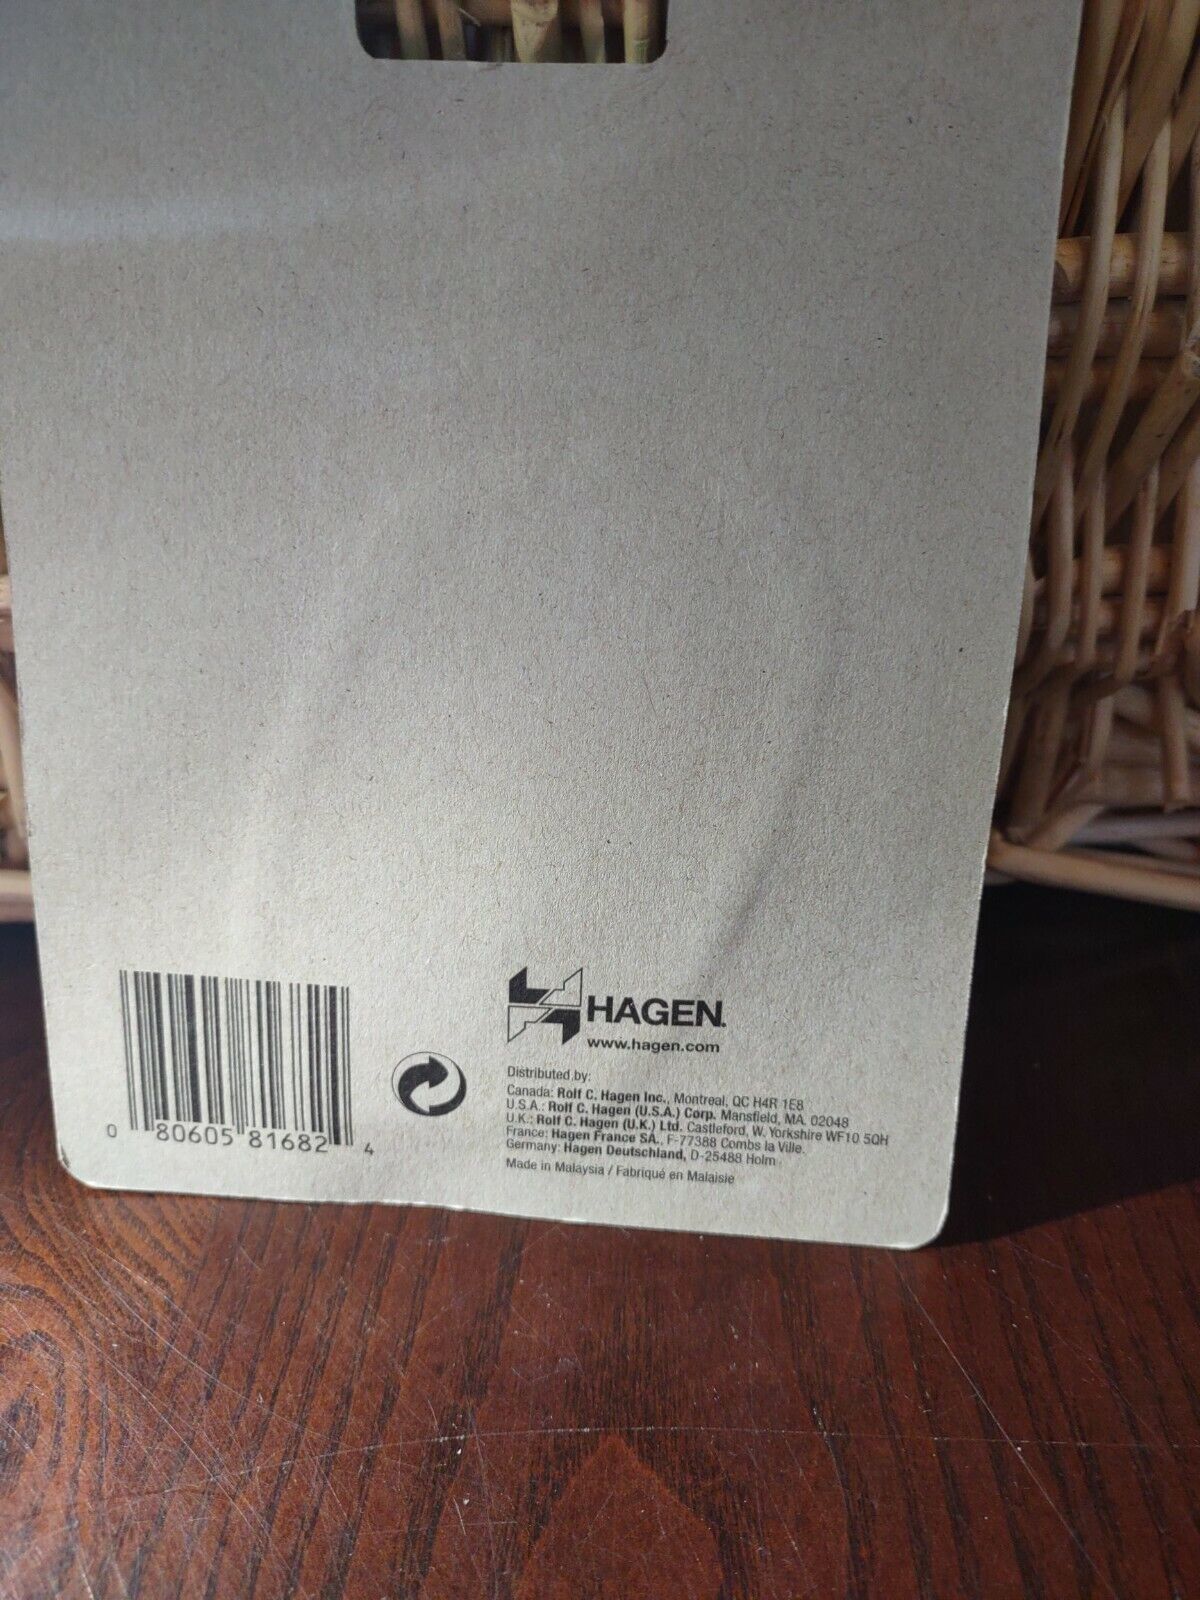 HAGEN.
www.hagen.com
Distributed by:
Canada: Rolf C. Hagen Inc., Montreal, QC H4R 1E8
U.S.A.: Rolf C. Hagen (U.S.A.) Corp. Mansfield, MA. 02048
U.K.: Rolf C. Hagen (U.K.) Ltd. Castleford, W. Yorkshire WF10 5QH
France: Hagen France SA., F-77388 Combs la Ville.
Germany: Hagen Deutschland, D-25488 Holm
Made in Malaysia / Fabriqué en Malaisie
0 80605 81682 4